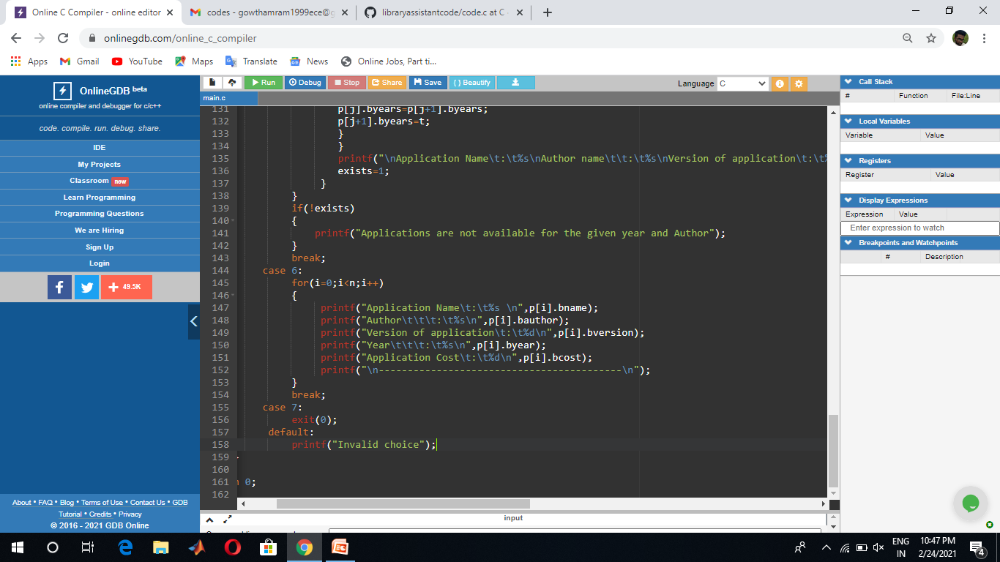 Online C Compiler - online editor
codes - gowthamram1999ece@g
libraryassistantcode/code.c at C
onlinegdb.com/online_c_compiler
Apps Gmail YouTube Maps Translate News Online Jobs, Part ti...
OnlineGDB beta
online compiler and debugger for c/c++
code. compile. run. debug. share.
IDE
My Projects
Classroom new
Learn Programming
Programming Questions
We are Hiring
Sign Up
Login
f + 49.5K
About • FAQ • Blog • Terms of Use • Contact Us • GDB
Tutorial • Credits • Privacy
© 2016 - 2021 GDB Online
Run Debug Stop Share Save { } Beautify
Language C
main.c
131 p[j].byears=p[j+1].byears;
132 p[j+1].byears=t;
133 }
134 }
135 printf("\nApplication Name\t:\t%s\nAuthor name\t\t:\t%s\nVersion of application\t:\t%
136 exists=1;
137 }
138 }
139 if(!exists)
140 {
141 printf("Applications are not available for the given year and Author");
142 }
143 break;
144 case 6:
145 for(i=0;i<n;i++)
146 {
147 printf("Application Name\t:\t%s \n",p[i].bname);
148 printf("Author\t\t\t:\t%s\n",p[i].bauthor);
149 printf("Version of application\t:\t%d\n",p[i].bversion);
150 printf("Year\t\t\t:\t%s\n",p[i].byear);
151 printf("Application Cost\t:\t%d\n",p[i].bcost);
152 printf("\n------------------------------------------\n");
153 }
154 break;
155 case 7:
156 exit(0);
157 default:
158 printf("Invalid choice");
159
160
161 0;
162
input
Call Stack
# Function File:Line
Local Variables
Variable Value
Registers
Register Value
Display Expressions
Expression Value
Enter expression to watch
Breakpoints and Watchpoints
# Description
ENG
IN
10:47 PM
2/24/2021
4